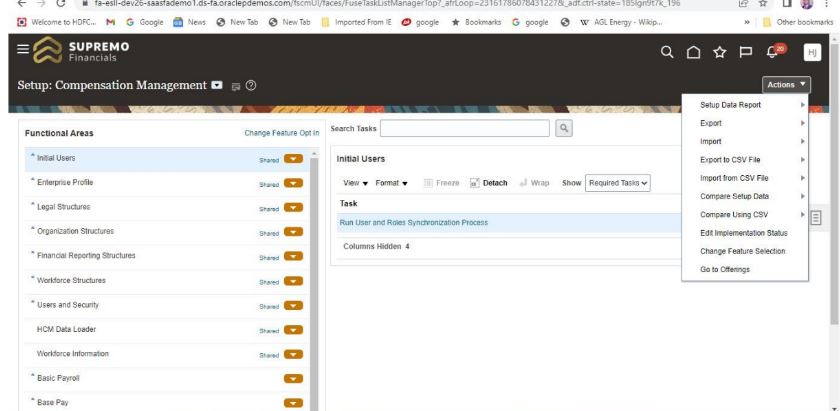 fa-esll-dev26-saasfademo1.ds-fa.oraclepdemos.com/fscmUI/faces/FuseTaskListManagerTop?_afrLoop=23161786078431227&_adf.ctrl-state=185lgn9t7k_196
Welcome to HDFC... Google News New Tab New Tab Imported From IE google Bookmarks google AGL Energy - Wikip... » Other bookmarks
SUPREMO
Financials
20
HJ
Setup: Compensation Management
Actions
Functional Areas Change Feature Opt In
Search Tasks
Initial Users Shared
Enterprise Profile Shared
Legal Structures Shared
Organization Structures Shared
Financial Reporting Structures Shared
Workforce Structures Shared
Users and Security Shared
HCM Data Loader Shared
Workforce Information Shared
Basic Payroll
Base Pay
Initial Users
View Format Freeze Detach Wrap Show Required Tasks
Task
Run User and Roles Synchronization Process
Columns Hidden 4
Setup Data Report
Export
Import
Export to CSV File
Import from CSV File
Compare Setup Data
Compare Using CSV
Edit Implementation Status
Change Feature Selection
Go to Offerings